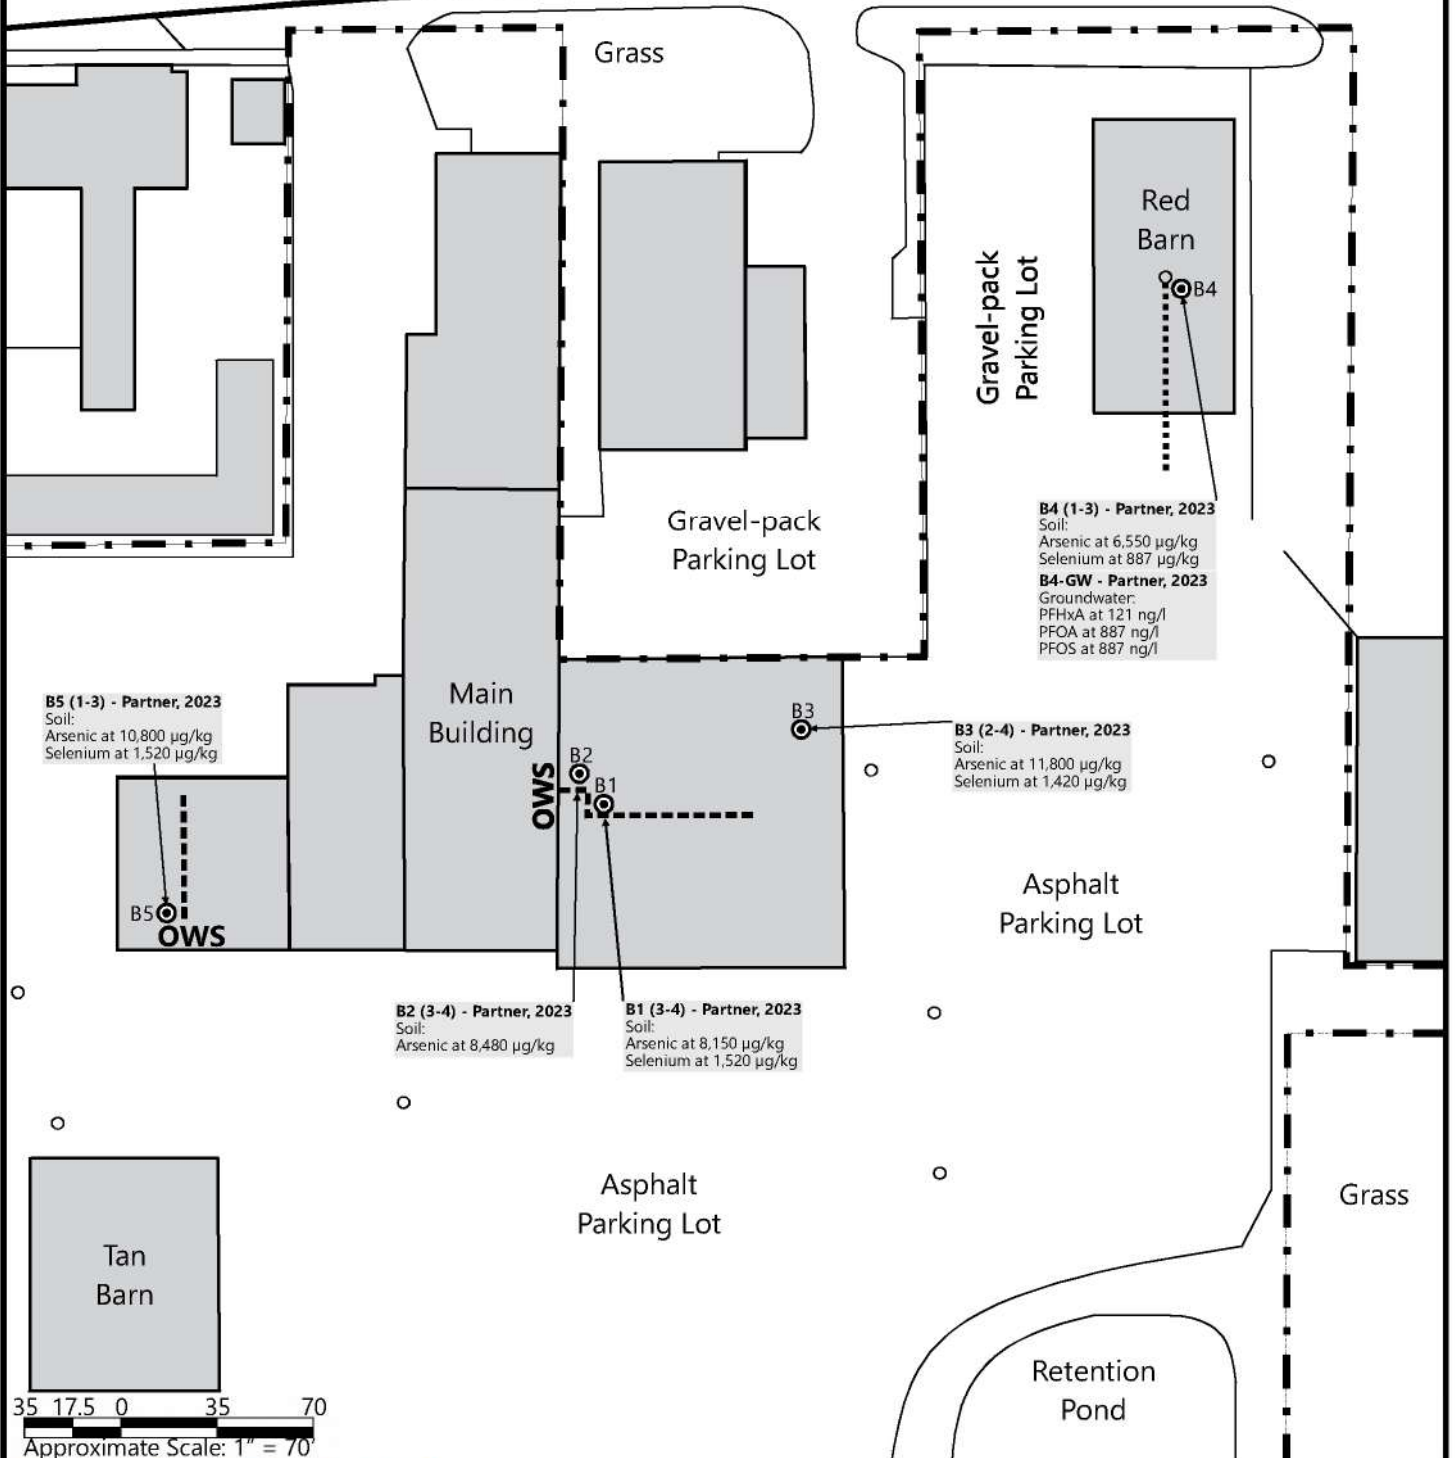 Grass
Red
Barn
B4
Gravel-pack
Parking Lot
Gravel-pack
Parking Lot
B4 (1-3) - Partner, 2023
Soil:
Arsenic at 6,550 µg/kg
Selenium at 887 µg/kg
B4-GW - Partner, 2023
Groundwater:
PFHxA at 121 ng/l
PFOA at 887 ng/l
PFOS at 887 ng/l
B5 (1-3) - Partner, 2023
Soil:
Arsenic at 10,800 µg/kg
Selenium at 1,520 µg/kg
Main
Building
B3
B3 (2-4) - Partner, 2023
Soil:
Arsenic at 11,800 µg/kg
Selenium at 1,420 µg/kg
B2
OWS
B1
B5
OWS
Asphalt
Parking Lot
B2 (3-4) - Partner, 2023
Soil:
Arsenic at 8,480 µg/kg
B1 (3-4) - Partner, 2023
Soil:
Arsenic at 8,150 µg/kg
Selenium at 1,520 µg/kg
Asphalt
Parking Lot
Grass
Tan
Barn
Retention
Pond
35 17.5 0 35 70
Approximate Scale: 1" = 70'